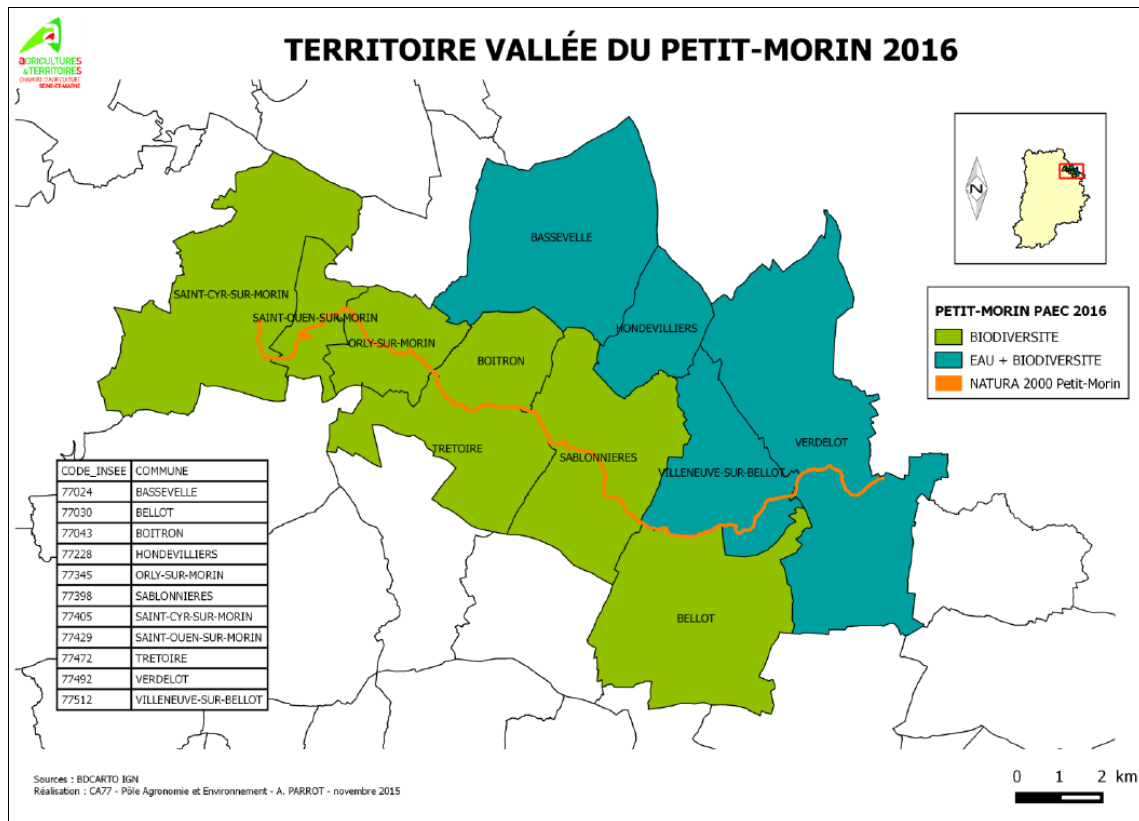 TERRITOIRE VALLÉE DU PETIT-MORIN 2016
agricultureS
& TERRITOIRES
CHAMBRE D'AGRICULTURE
SEINE-ET-MARNE
BASSEVELLE
SAINT-CYR-SUR-MORIN
SAINT-OUEN-SUR-MORIN
HONDEVILLIERS
ORLY-SUR-MORIN
BOITRON
VERDELOT
TRETOIRE
SABLONNIERES
VILLENEUVE-SUR-BELLOT
BELLOT
N
PETIT-MORIN PAEC 2016
BIODIVERSITE
EAU + BIODIVERSITE
NATURA 2000 Petit-Morin
CODE_INSEE COMMUNE
77024 BASSEVELLE
77030 BELLOT
77043 BOITRON
77228 HONDEVILLIERS
77345 ORLY-SUR-MORIN
77398 SABLONNIERES
77405 SAINT-CYR-SUR-MORIN
77429 SAINT-OUEN-SUR-MORIN
77472 TRETOIRE
77492 VERDELOT
77512 VILLENEUVE-SUR-BELLOT
Sources : BDCARTO IGN
Réalisation : CA77 - Pôle Agronomie et Environnement - A. PARROT - novembre 2015
0 1 2 km